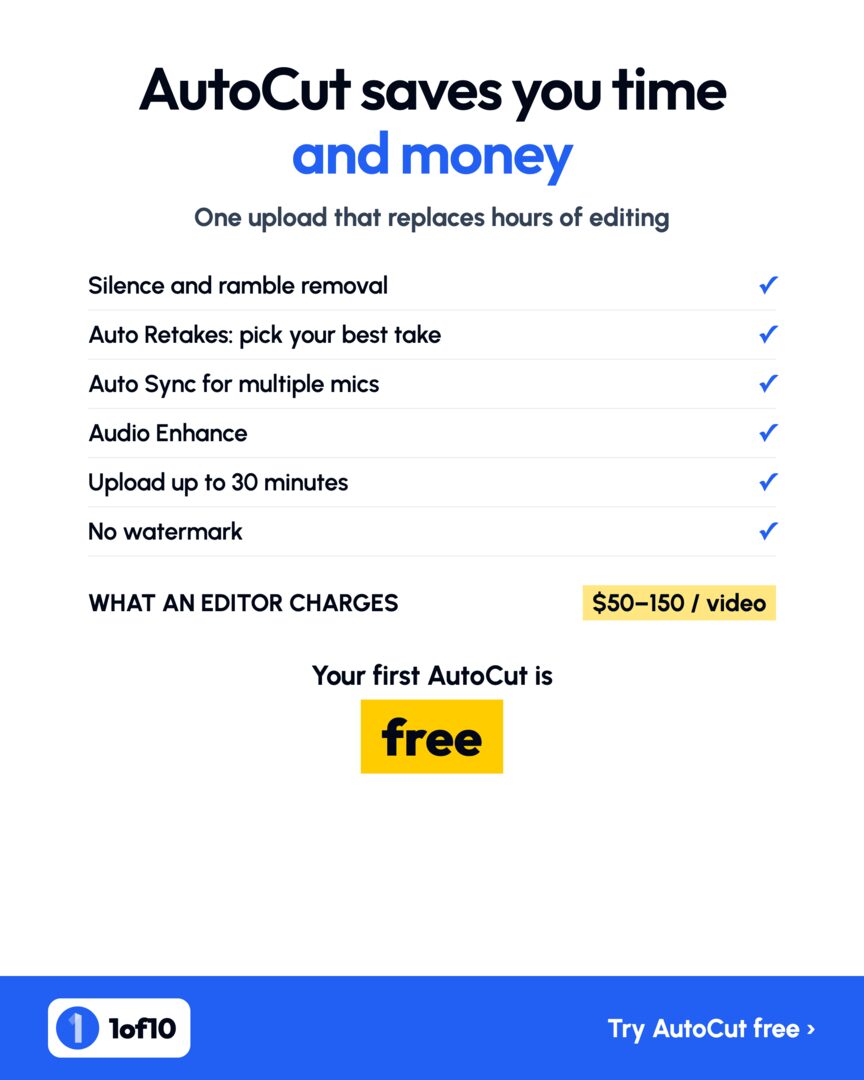 AutoCut saves you time
and money
One upload that replaces hours of editing
Silence and ramble removal ✓
Auto Retakes: pick your best take ✓
Auto Sync for multiple mics ✓
Audio Enhance ✓
Upload up to 30 minutes ✓
No watermark ✓
WHAT AN EDITOR CHARGES $50–150 / video
Your first AutoCut is
free
1 1of10
Try AutoCut free ›